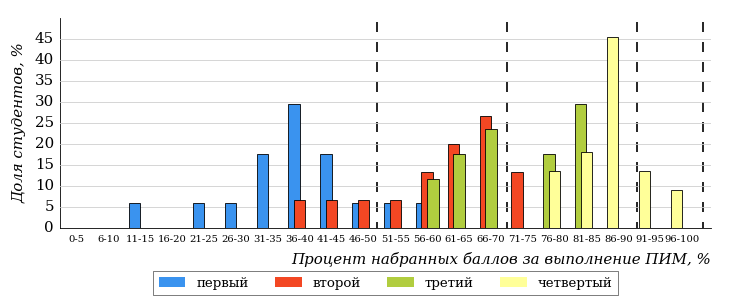 Доля студентов, %
45
40
35
30
25
20
15
10
5
0
0-5 6-10 11-15 16-20 21-25 26-30 31-35 36-40 41-45 46-50 51-55 56-60 61-65 66-70 71-75 76-80 81-85 86-90 91-95 96-100
Процент набранных баллов за выполнение ПИМ, %
первый второй третий четвертый